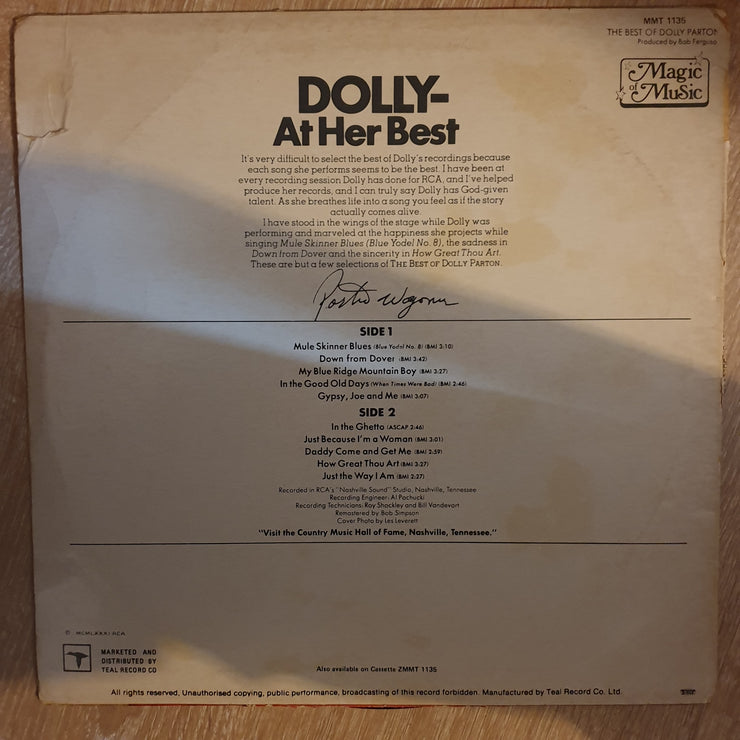 MMT 1135
THE BEST OF DOLLY PARTON
Produced by Bob Ferguso
Magic
of
Music
DOLLY-
At Her Best
It's very difficult to select the best of Dolly's recordings because
each song she performs seems to be the best. I have been at
every recording session Dolly has done for RCA, and I've helped
produce her records, and I can truly say Dolly has God-given
talent. As she breathes life into a song you feel as if the story
actually comes alive.
I have stood in the wings of the stage while Dolly was
performing and marveled at the happiness she projects while
singing Mule Skinner Blues (Blue Yodel No. 8), the sadness in
Down from Dover and the sincerity in How Great Thou Art.
These are but a few selections of THE BEST OF DOLLY PARTON.
Porter Wagoner
SIDE 1
Mule Skinner Blues (Blue Yodel No. 8) (BMI 3:10)
Down from Dover (BMI 3:42)
My Blue Ridge Mountain Boy (BMI 3:27)
In the Good Old Days (When Times Were Bad) (BMI 2:46)
Gypsy, Joe and Me (BMI 3:07)
SIDE 2
In the Ghetto (ASCAP 2:46)
Just Because I'm a Woman (BMI 3:01)
Daddy Come and Get Me (BMI 2:59)
How Great Thou Art (BMI 3:27)
Just the Way I Am (BMI 2:27)
Recorded in RCA's "Nashville Sound" Studio, Nashville, Tennessee
Recording Engineer: Al Pachucki
Recording Technicians: Roy Shockley and Bill Vandevort
Remastered by Bob Simpson
Cover Photo by Les Leverett
"Visit the Country Music Hall of Fame, Nashville, Tennessee."
© MCMLXXXI RCA
MARKETED AND
DISTRIBUTED BY
TEAL RECORD CO
Also available on Cassette ZMMT 1135
All rights reserved, Unauthorised copying, public performance, broadcasting of this record forbidden. Manufactured by Teal Record Co. Ltd.